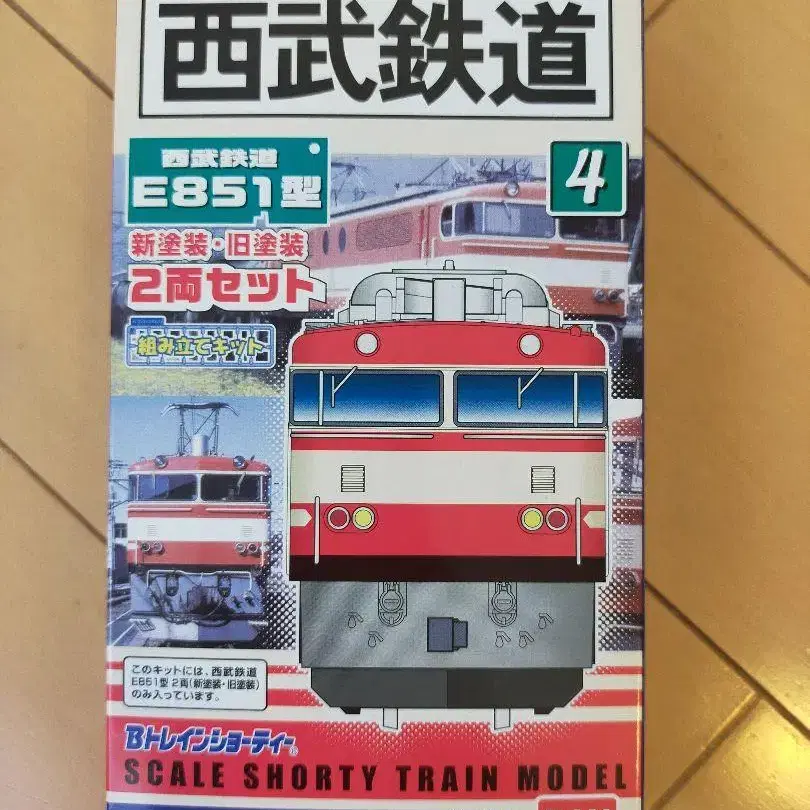 西武鉄道
西武鉄道
E851型
4
新塗装・旧塗装
2両セット
組み立てキット
このキットには、西武鉄道
E851型 2両(新塗装・旧塗装)
のみ入っています。
Bトレインショーティー®
SCALE SHORTY TRAIN MODEL